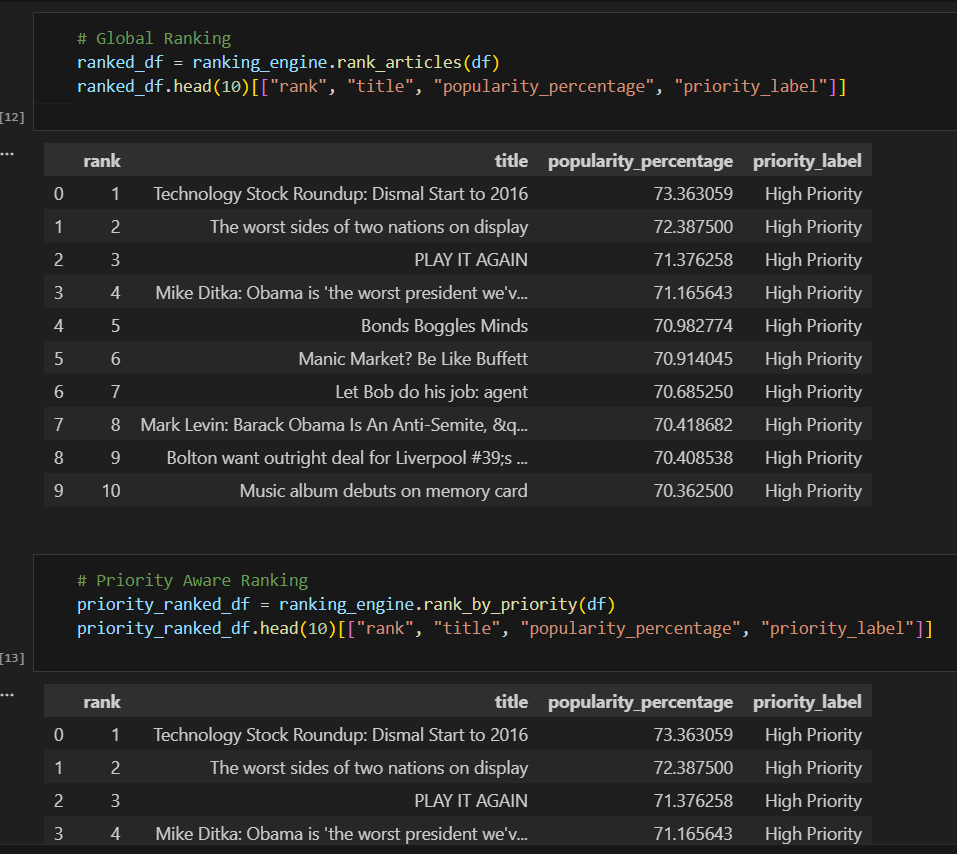 # Global Ranking
ranked_df = ranking_engine.rank_articles(df)
ranked_df.head(10)[["rank", "title", "popularity_percentage", "priority_label"]]
[12]
...
rank title popularity_percentage priority_label
0 1 Technology Stock Roundup: Dismal Start to 2016 73.363059 High Priority
1 2 The worst sides of two nations on display 72.387500 High Priority
2 3 PLAY IT AGAIN 71.376258 High Priority
3 4 Mike Ditka: Obama is 'the worst president we'v... 71.165643 High Priority
4 5 Bonds Boggles Minds 70.982774 High Priority
5 6 Manic Market? Be Like Buffett 70.914045 High Priority
6 7 Let Bob do his job: agent 70.685250 High Priority
7 8 Mark Levin: Barack Obama Is An Anti-Semite, &q... 70.418682 High Priority
8 9 Bolton want outright deal for Liverpool #39;s ... 70.408538 High Priority
9 10 Music album debuts on memory card 70.362500 High Priority
# Priority Aware Ranking
priority_ranked_df = ranking_engine.rank_by_priority(df)
priority_ranked_df.head(10)[["rank", "title", "popularity_percentage", "priority_label"]]
[13]
...
rank title popularity_percentage priority_label
0 1 Technology Stock Roundup: Dismal Start to 2016 73.363059 High Priority
1 2 The worst sides of two nations on display 72.387500 High Priority
2 3 PLAY IT AGAIN 71.376258 High Priority
3 4 Mike Ditka: Obama is 'the worst president we'v... 71.165643 High Priority